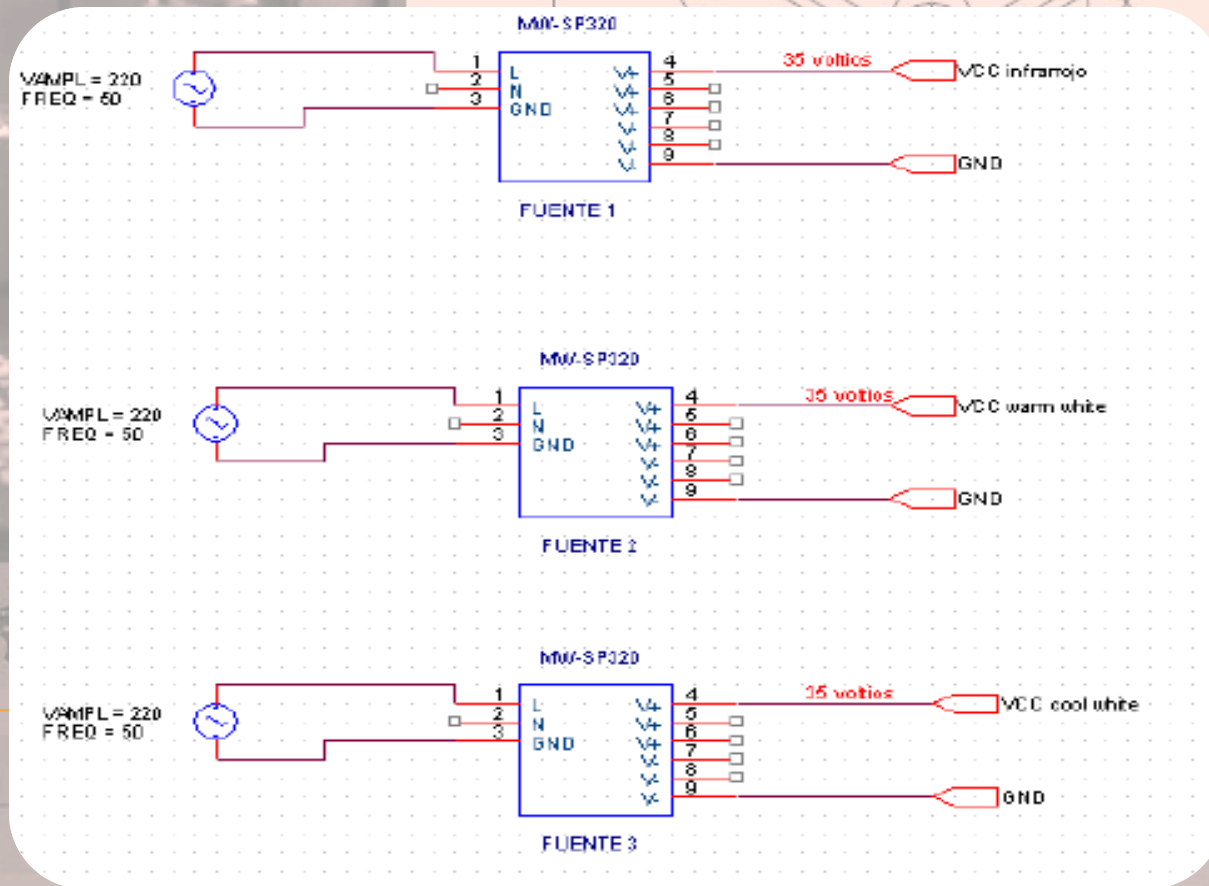 MW-SP320
VAMPL = 220
FREQ = 50
1
2
3
L
N
GND
V+
V+
V+
V-
V-
V-
4
5
6
7
8
9
35 voltios
VCC infrarrojo
GND
FUENTE 1
MW-SP320
VAMPL = 220
FREQ = 50
1
2
3
L
N
GND
V+
V+
V+
V-
V-
V-
4
5
6
7
8
9
35 voltios
VCC warm white
GND
FUENTE 2
MW-SP320
VAMPL = 220
FREQ = 50
1
2
3
L
N
GND
V+
V+
V+
V-
V-
V-
4
5
6
7
8
9
35 voltios
VCC cool white
GND
FUENTE 3